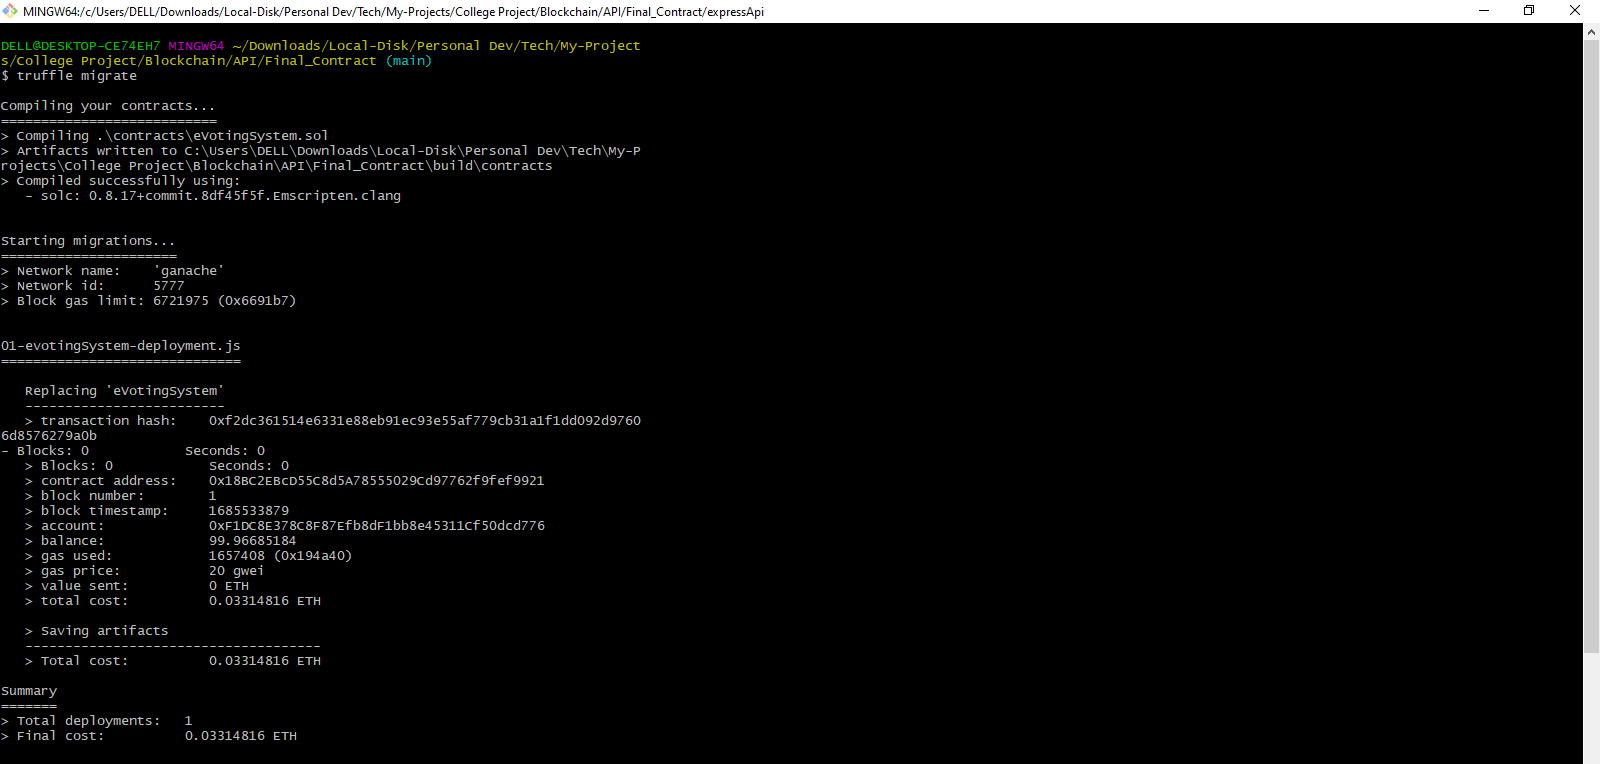 MINGW64:/c/Users/DELL/Downloads/Local-Disk/Personal Dev/Tech/My-Projects/College Project/Blockchain/API/Final_Contract/expressApi
DELL@DESKTOP-CE74EH7 MINGW64 ~/Downloads/Local-Disk/Personal Dev/Tech/My-Project
s/College Project/Blockchain/API/Final_Contract (main)
$ truffle migrate
Compiling your contracts...
===========================
> Compiling .\contracts\eVotingSystem.sol
> Artifacts written to C:\Users\DELL\Downloads\Local-Disk\Personal Dev\Tech\My-P
rojects\College Project\Blockchain\API\Final_Contract\build\contracts
> Compiled successfully using:
   - solc: 0.8.17+commit.8df45f5f.Emscripten.clang
Starting migrations...
======================
> Network name:    'ganache'
> Network id:      5777
> Block gas limit: 6721975 (0x6691b7)
01-evotingSystem-deployment.js
==============================
   Replacing 'eVotingSystem'
   -------------------------
   > transaction hash:    0xf2dc361514e6331e88eb91ec93e55af779cb31a1f1dd092d9760
6d8576279a0b
- Blocks: 0            Seconds: 0
   > Blocks: 0            Seconds: 0
   > contract address:    0x18BC2EBcD55C8d5A78555029Cd97762f9fef9921
   > block number:        1
   > block timestamp:     1685533879
   > account:             0xF1DC8E378C8F87Efb8dF1bb8e45311Cf50dcd776
   > balance:             99.96685184
   > gas used:            1657408 (0x194a40)
   > gas price:           20 gwei
   > value sent:          0 ETH
   > total cost:          0.03314816 ETH
   > Saving artifacts
   -------------------------------------
   > Total cost:          0.03314816 ETH
Summary
=======
> Total deployments:   1
> Final cost:          0.03314816 ETH